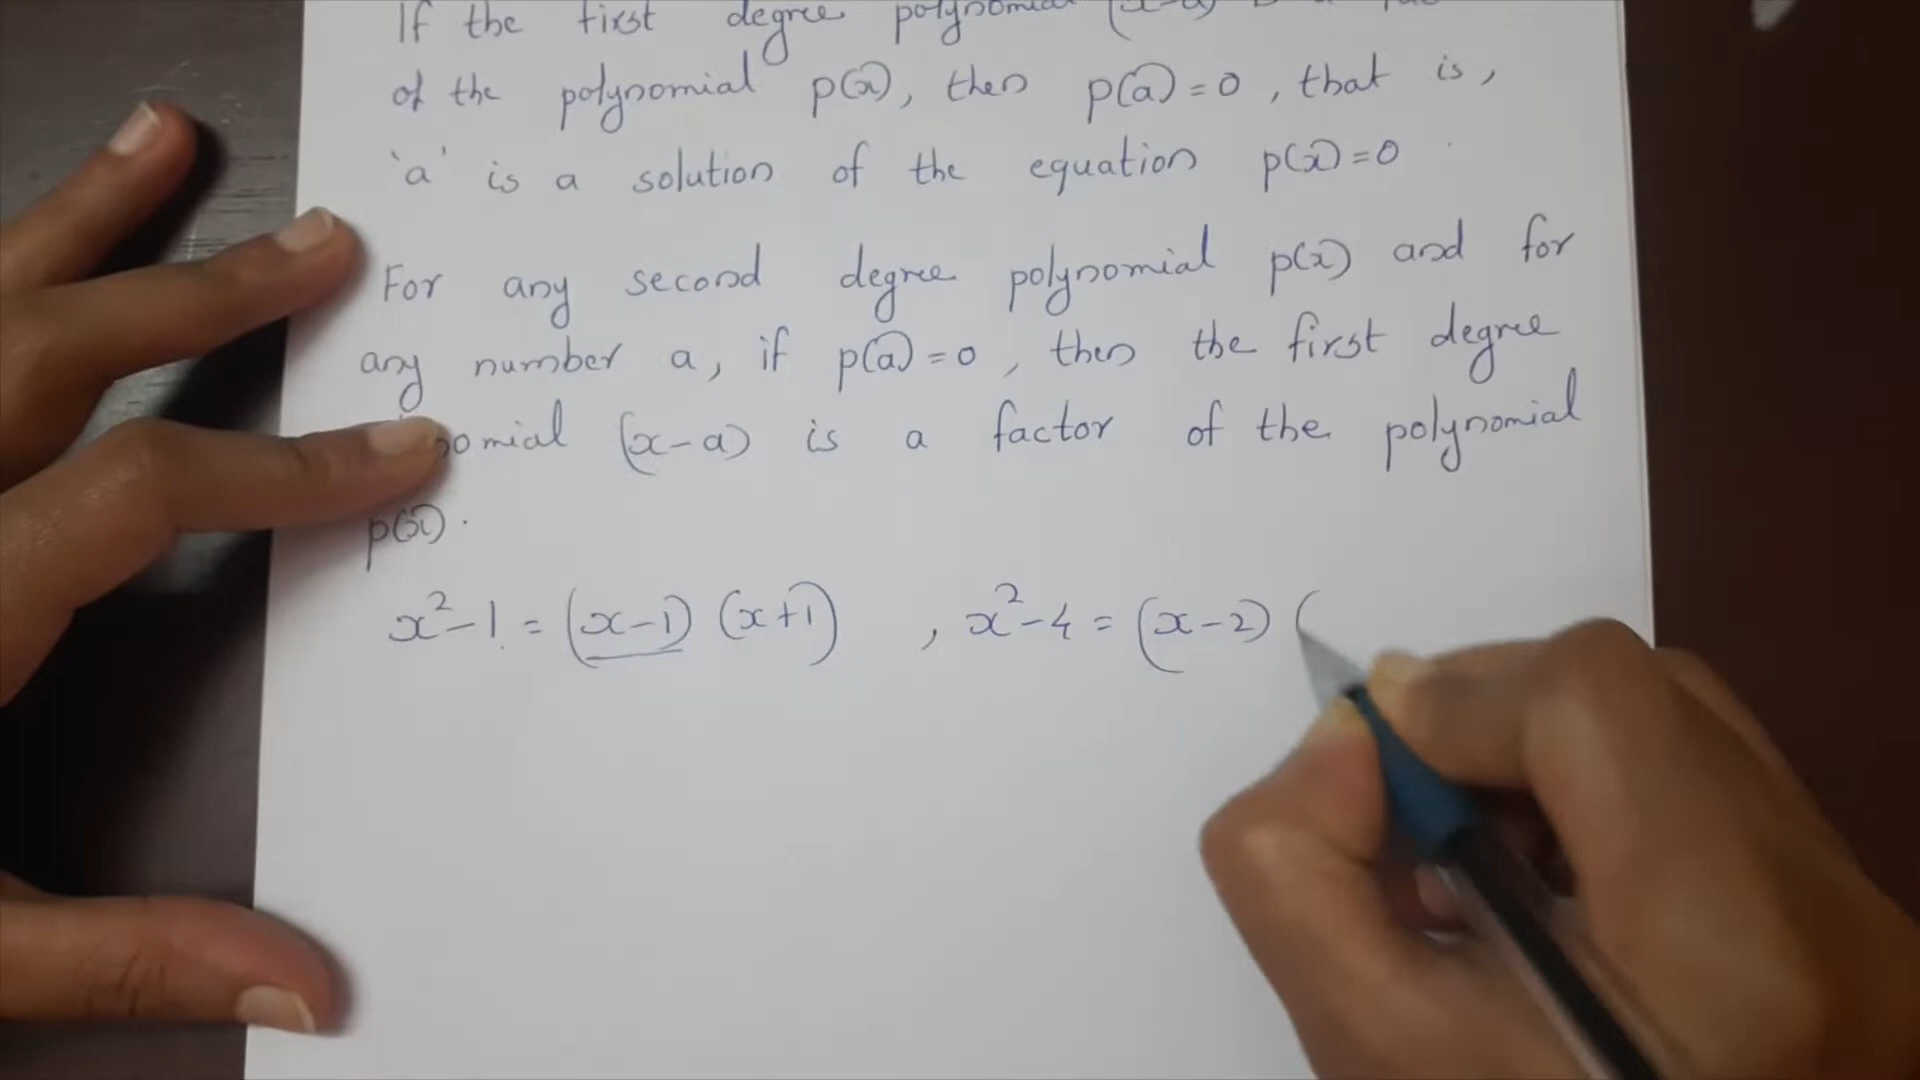 If the first degree polynomial (x-a)
of the polynomial p(x), then p(a)=0, that is,
'a' is a solution of the equation p(x)=0
For any second degree polynomial p(x) and for
any number a, if p(a)=0, then the first degree
(x-a) is a factor of the polynomial
p(x).
x²-1 = (x-1) (x+1) , x²-4 = (x-2) (